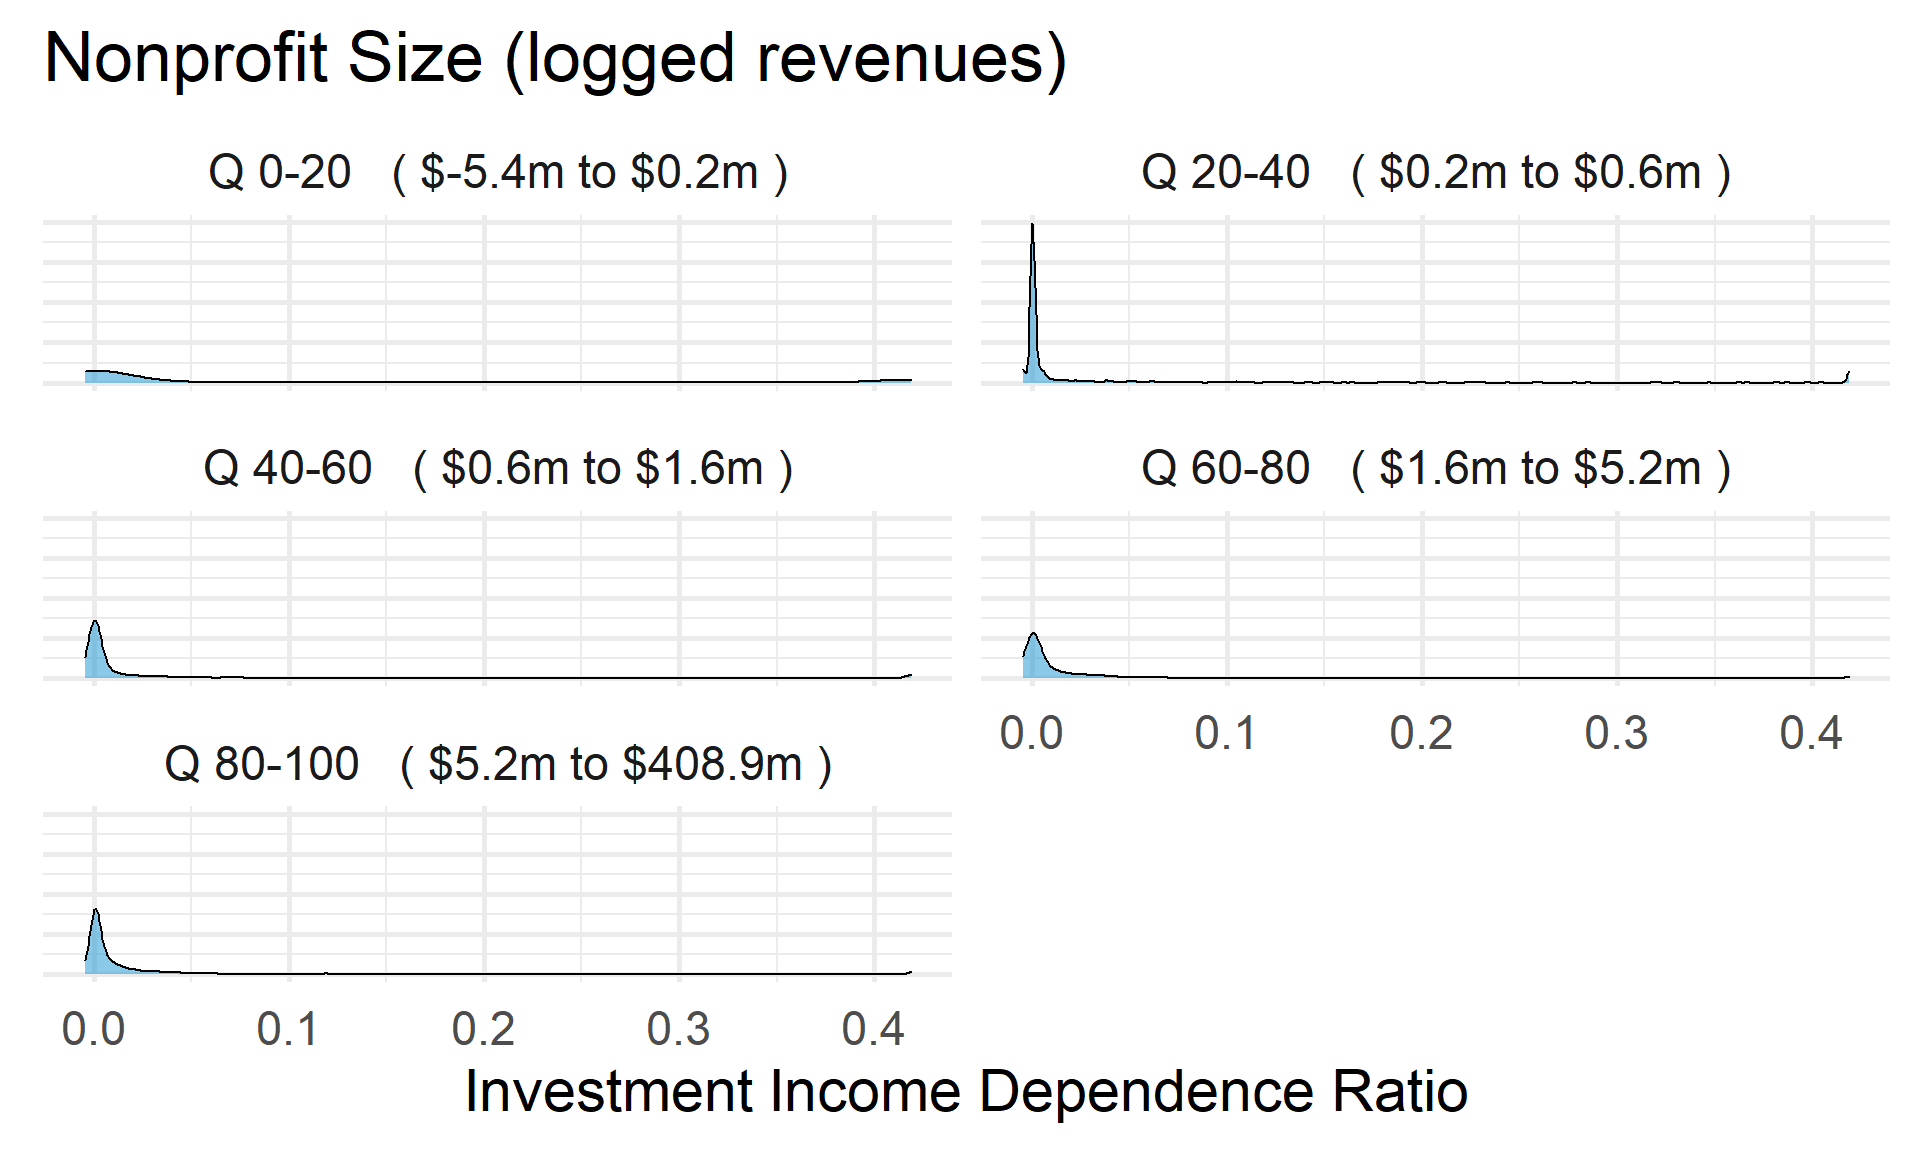 Nonprofit Size (logged revenues)
Q 0-20 ( $-5.4m to $0.2m )
Q 20-40 ( $0.2m to $0.6m )
Q 40-60 ( $0.6m to $1.6m )
Q 60-80 ( $1.6m to $5.2m )
0.0 0.1 0.2 0.3 0.4
Q 80-100 ( $5.2m to $408.9m )
0.0 0.1 0.2 0.3 0.4
Investment Income Dependence Ratio